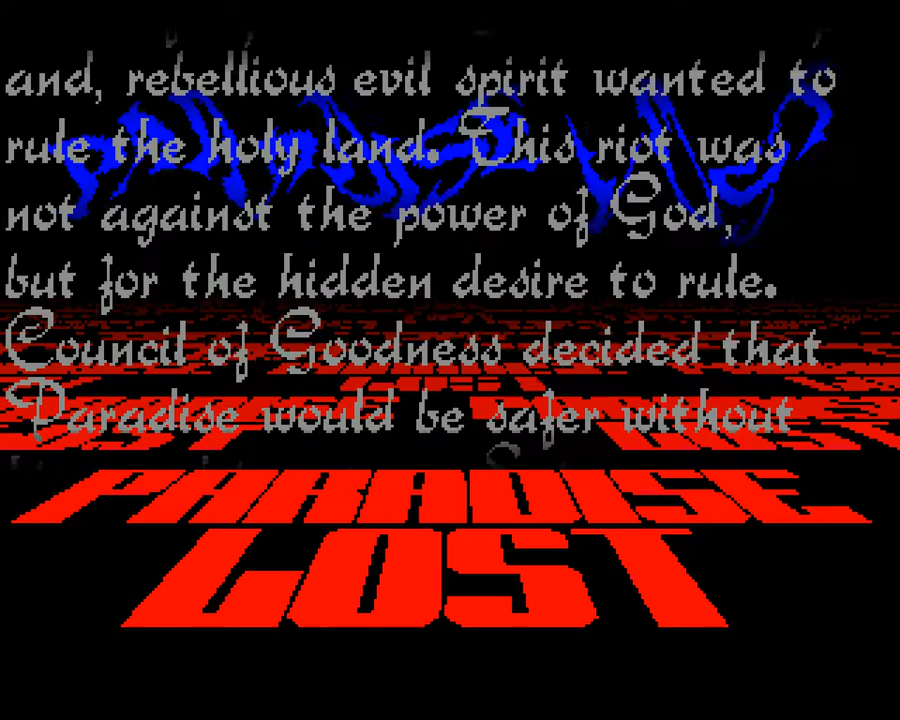 and, rebellious evil spirit wanted to
rule the holy land. This riot was
not against the power of God,
but for the hidden desire to rule.
Council of Goodness decided that
Paradise would be safer without
PARADISE
LOST